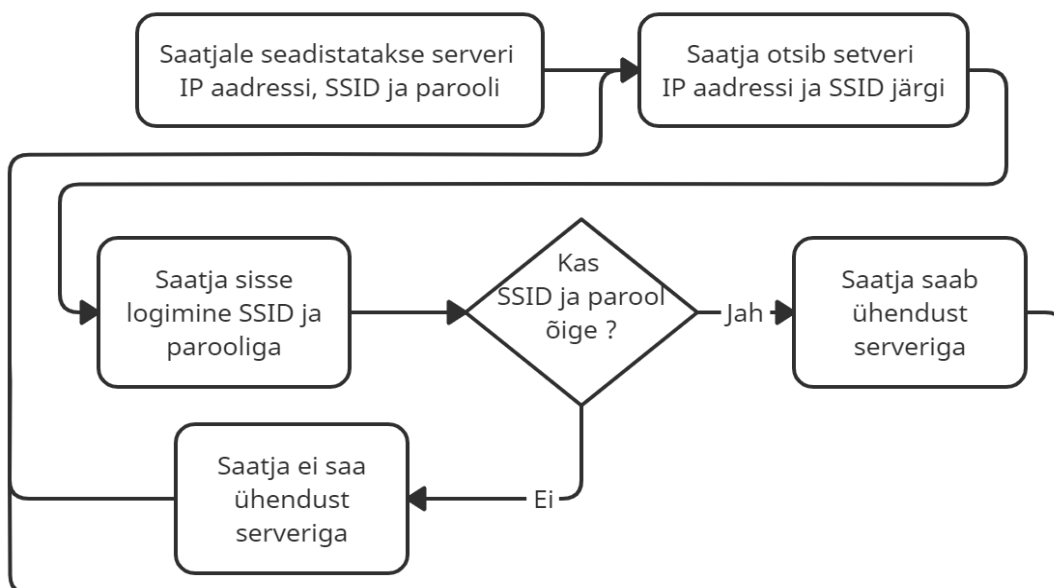 Saatjale seadistatakse serveri
IP aadressi, SSID ja parooli
Saatja otsib setveri
IP aadressi ja SSID järgi
Saatja sisse
logimine SSID ja
parooliga
Kas
SSID ja parool
õige ?
Jah
Saatja saab
ühendust
serveriga
Saatja ei saa
ühendust
serveriga
Ei